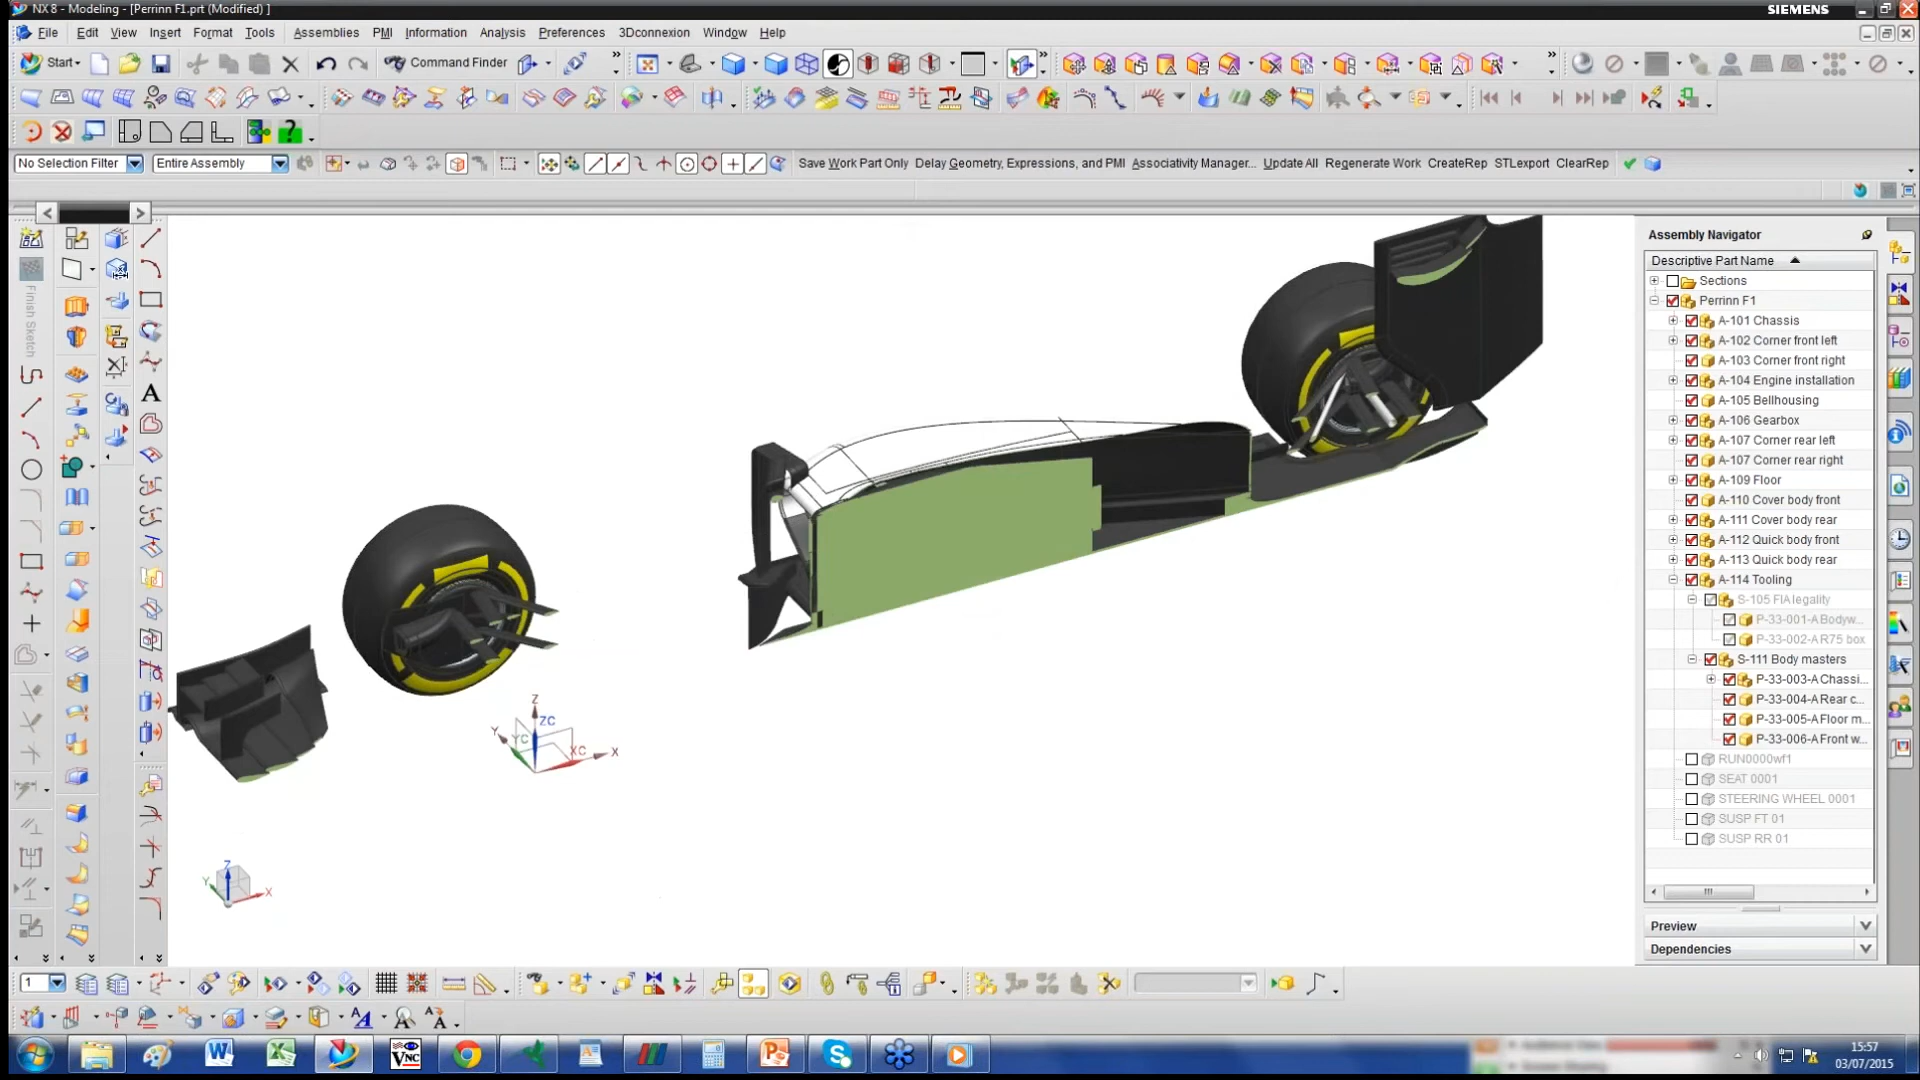 NX 8 - Modeling - [Perrinn F1.prt (Modified) ]
SIEMENS
File Edit View Insert Format Tools Assemblies PMI Information Analysis Preferences 3Dconnexion Window Help
Start Command Finder
No Selection Filter Entire Assembly Save Work Part Only Delay Geometry, Expressions, and PMI Associativity Manager... Update All Regenerate Work CreateRep STLexport ClearRep
Assembly Navigator
Descriptive Part Name
Sections
Perrinn F1
A-101 Chassis
A-102 Corner front left
A-103 Corner front right
A-104 Engine installation
A-105 Bellhousing
A-106 Gearbox
A-107 Corner rear left
A-107 Corner rear right
A-109 Floor
A-110 Cover body front
A-111 Cover body rear
A-112 Quick body front
A-113 Quick body rear
A-114 Tooling
S-105 FIA legality
P-33-001-A Bodyw...
P-33-002-A R75 box
S-111 Body masters
P-33-003-A Chassi...
P-33-004-A Rear c...
P-33-005-A Floor m...
P-33-006-A Front w...
RUN0000wf1
SEAT 0001
STEERING WHEEL 0001
SUSP FT 01
SUSP RR 01
Preview
Dependencies
Finish Sketch
A
Z
ZC
Y
YC
XC
X
Z
Y
X
1
VNC
15:57
03/07/2015